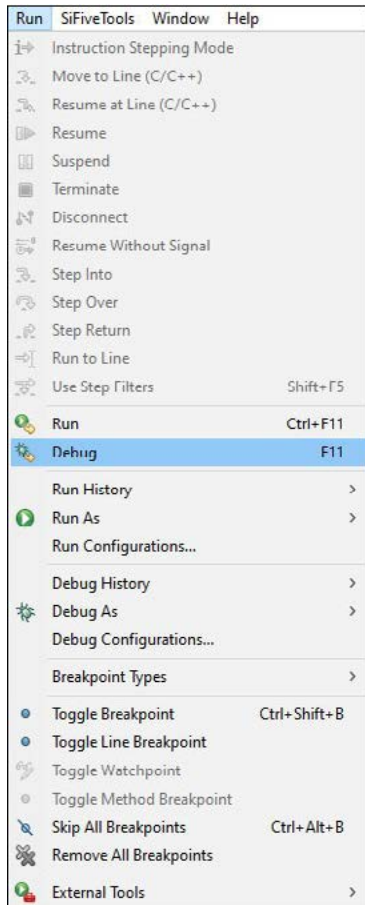 Run SiFiveTools Window Help
Instruction Stepping Mode
Move to Line (C/C++)
Resume at Line (C/C++)
Resume
Suspend
Terminate
Disconnect
Resume Without Signal
Step Into
Step Over
Step Return
Run to Line
Use Step Filters Shift+F5
Run Ctrl+F11
Debug F11
Run History >
Run As >
Run Configurations...
Debug History >
Debug As >
Debug Configurations...
Breakpoint Types >
Toggle Breakpoint Ctrl+Shift+B
Toggle Line Breakpoint
Toggle Watchpoint
Toggle Method Breakpoint
Skip All Breakpoints Ctrl+Alt+B
Remove All Breakpoints
External Tools >